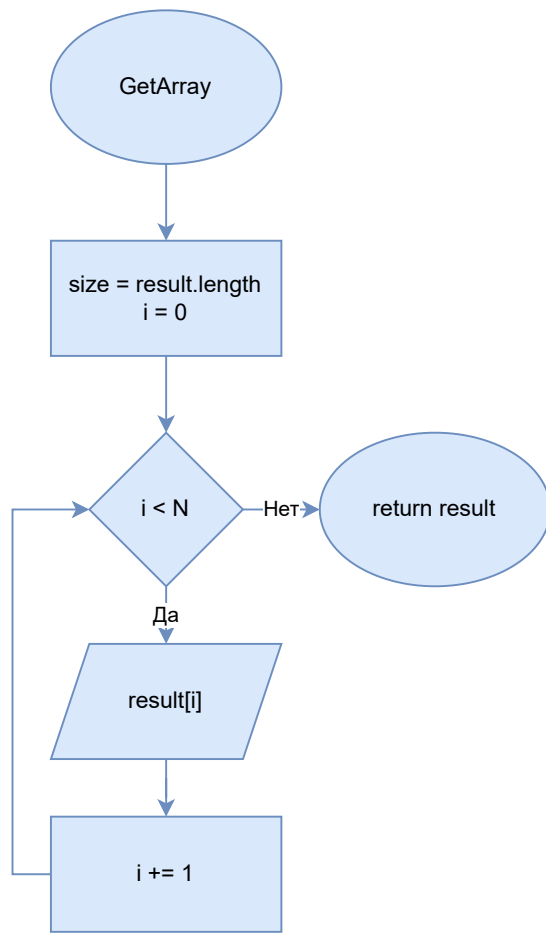 GetArray
size = result.length
i = 0
i < N
Нет
return result
Да
result[i]
i += 1